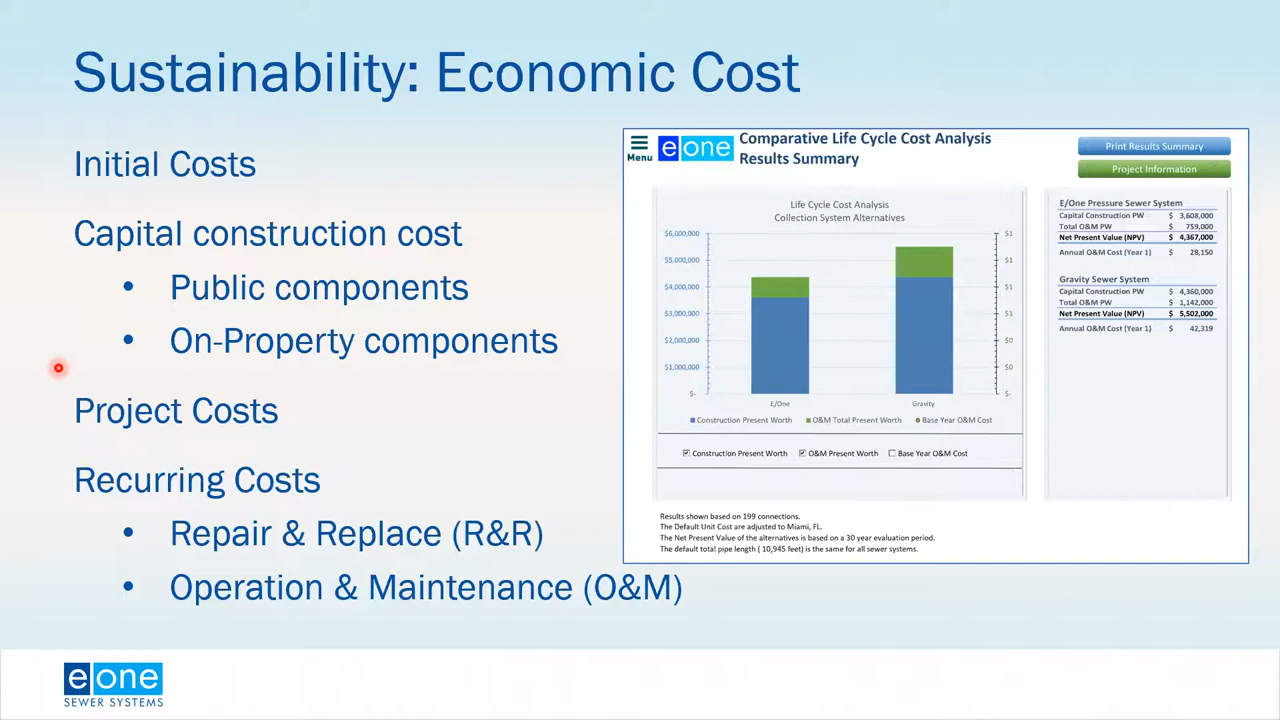 Sustainability: Economic Cost
Initial Costs
Capital construction cost
• Public components
• On-Property components
Project Costs
Recurring Costs
• Repair & Replace (R&R)
• Operation & Maintenance (O&M)
Menu
e one
Comparative Life Cycle Cost Analysis
Results Summary
Print Results Summary
Project Information
Life Cycle Cost Analysis
Collection System Alternatives
$6,000,000
$5,000,000
$4,000,000
$3,000,000
$2,000,000
$1,000,000
$-
$1
$1
$1
$1
$0
$0
$-
E/One
Gravity
Construction Present Worth
O&M Total Present Worth
Base Year O&M Cost
Construction Present Worth
O&M Present Worth
Base Year O&M Cost
E/One Pressure Sewer System
Capital Construction PW $ 3,608,000
Total O&M PW $ 759,000
Net Present Value (NPV) $ 4,367,000
Annual O&M Cost (Year 1) $ 28,150
Gravity Sewer System
Capital Construction PW $ 4,360,000
Total O&M PW $ 1,142,000
Net Present Value (NPV) $ 5,502,000
Annual O&M Cost (Year 1) $ 42,319
Results shown based on 199 connections.
The Default Unit Cost are adjusted to Miami, FL.
The Net Present Value of the alternatives is based on a 30 year evaluation period.
The default total pipe length ( 10,945 feet) is the same for all sewer systems.
e one
SEWER SYSTEMS